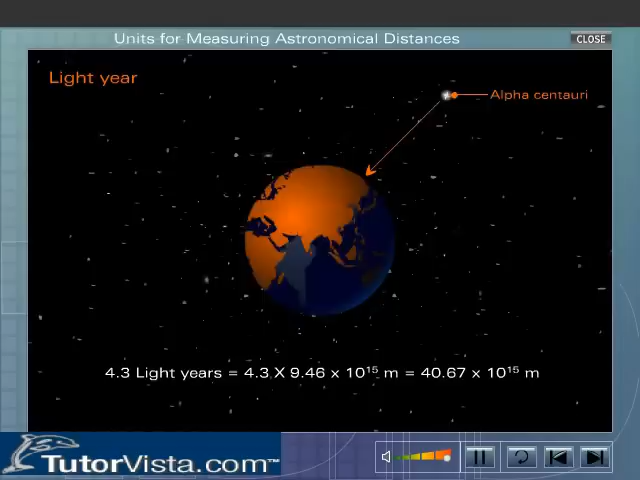 Units for Measuring Astronomical Distances
CLOSE
Light year
Alpha centauri
4.3 Light years = 4.3 X 9.46 x 10¹⁵ m = 40.67 x 10¹⁵ m
TutorVista.com™